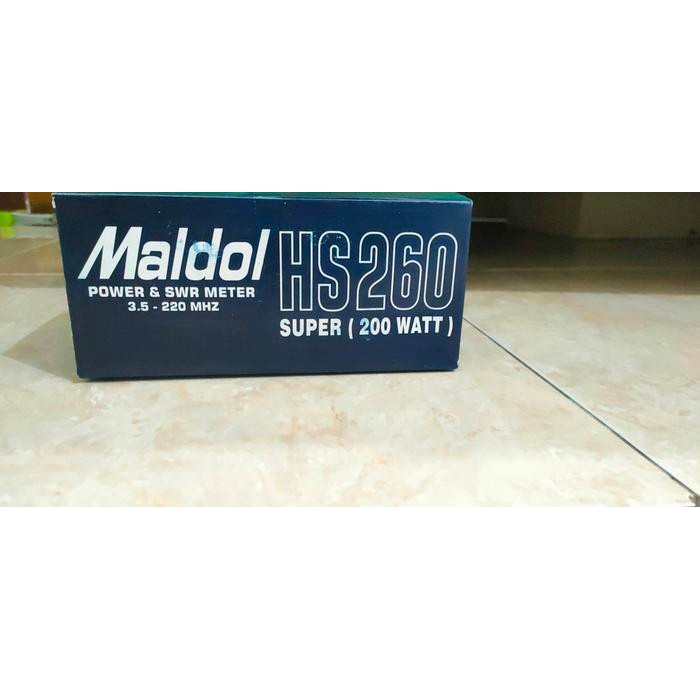 Maldol
POWER & SWR METER
3.5 - 220 MHZ
HS260
SUPER ( 200 WATT )